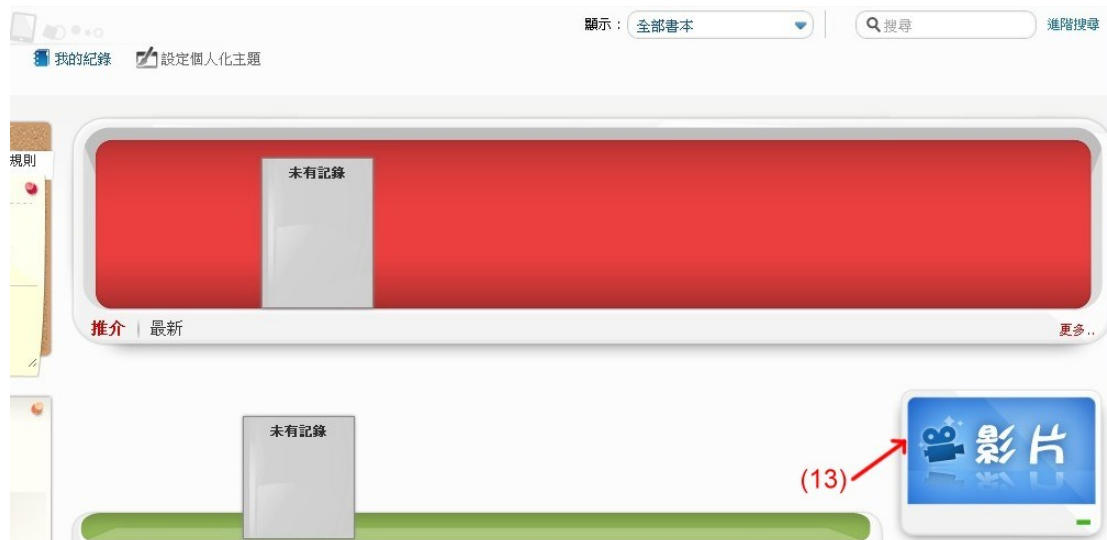 顯示： 全部書本 搜尋 進階搜尋
我的紀錄 設定個人化主題
規則
未有記錄
推介 | 最新 更多..
未有記錄
影片
(13)